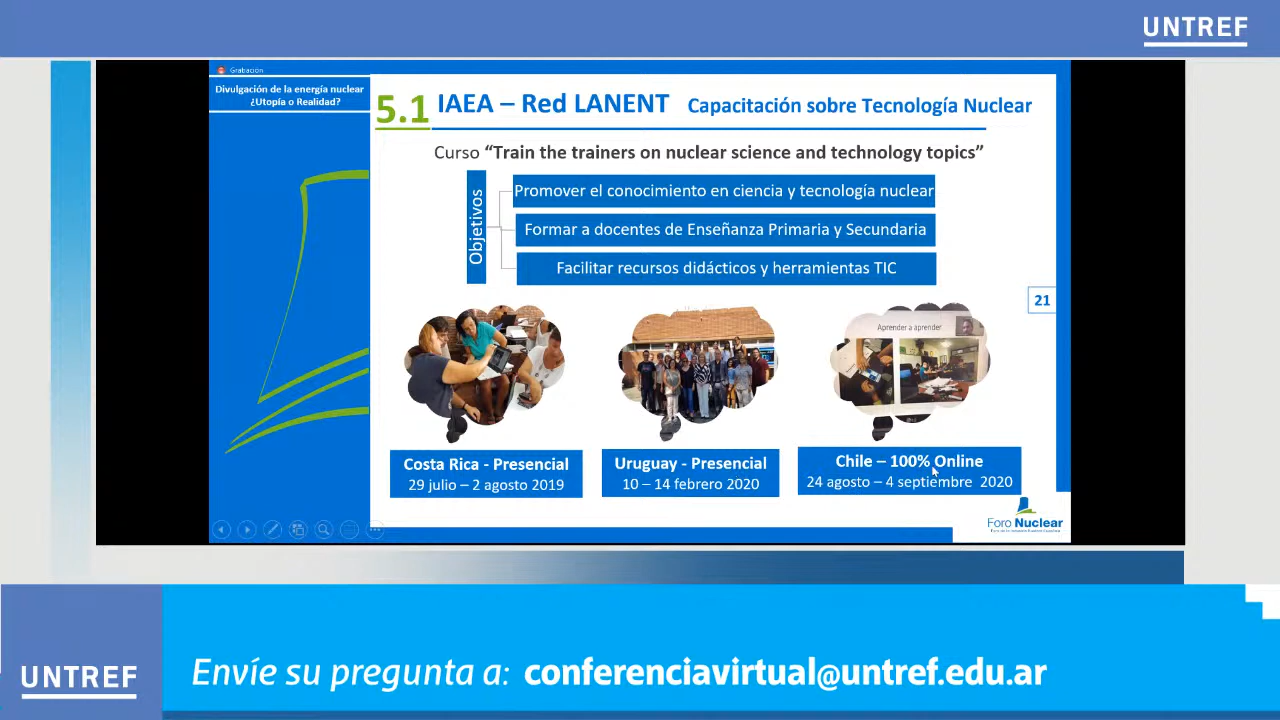 UNTREF
Grabación
Divulgación de la energía nuclear
¿Utopía o Realidad?
5.1 IAEA – Red LANENT Capacitación sobre Tecnología Nuclear
Curso “Train the trainers on nuclear science and technology topics”
Objetivos
Promover el conocimiento en ciencia y tecnología nuclear
Formar a docentes de Enseñanza Primaria y Secundaria
Facilitar recursos didácticos y herramientas TIC
21
Aprender a aprender
Costa Rica - Presencial
29 julio – 2 agosto 2019
Uruguay - Presencial
10 – 14 febrero 2020
Chile – 100% Online
24 agosto – 4 septiembre 2020
Foro Nuclear
UNTREF
Envíe su pregunta a: conferenciavirtual@untref.edu.ar